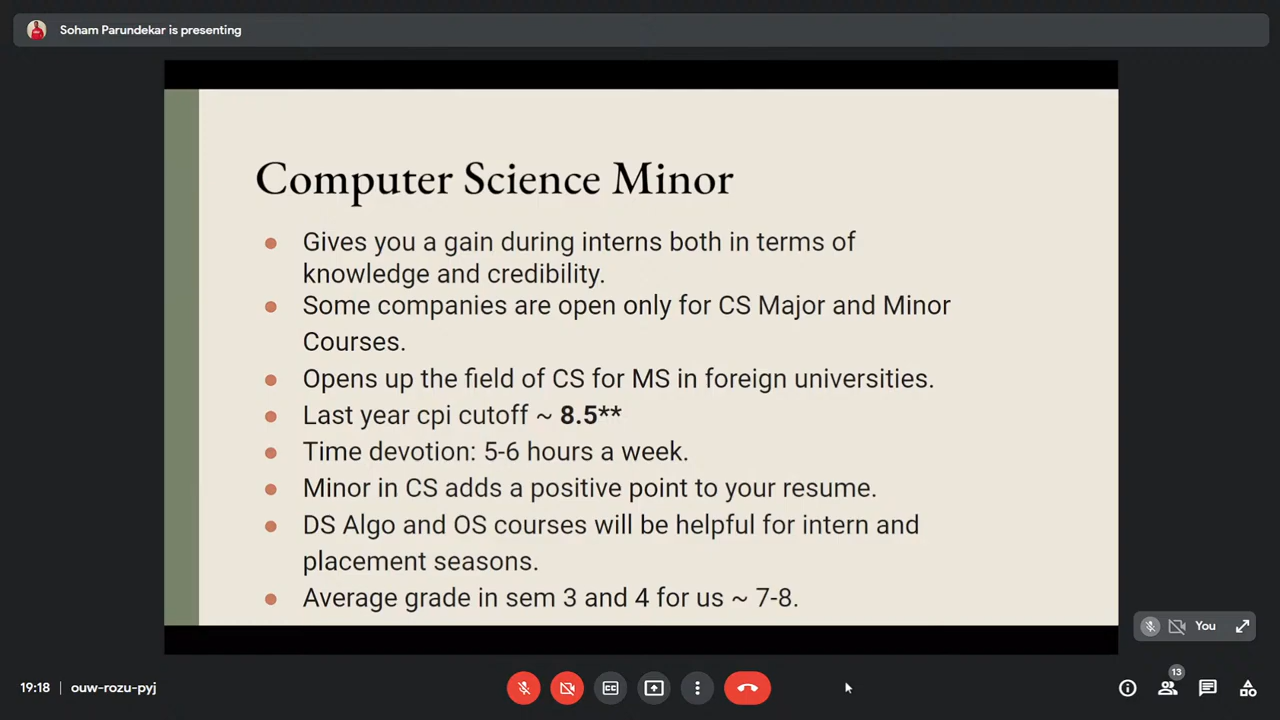 Soham Parundekar is presenting
Computer Science Minor
Gives you a gain during interns both in terms of
knowledge and credibility.
Some companies are open only for CS Major and Minor
Courses.
Opens up the field of CS for MS in foreign universities.
Last year cpi cutoff ~ 8.5**
Time devotion: 5-6 hours a week.
Minor in CS adds a positive point to your resume.
DS Algo and OS courses will be helpful for intern and
placement seasons.
Average grade in sem 3 and 4 for us ~ 7-8.
You
19:18 | ouw-rozu-pyj
13